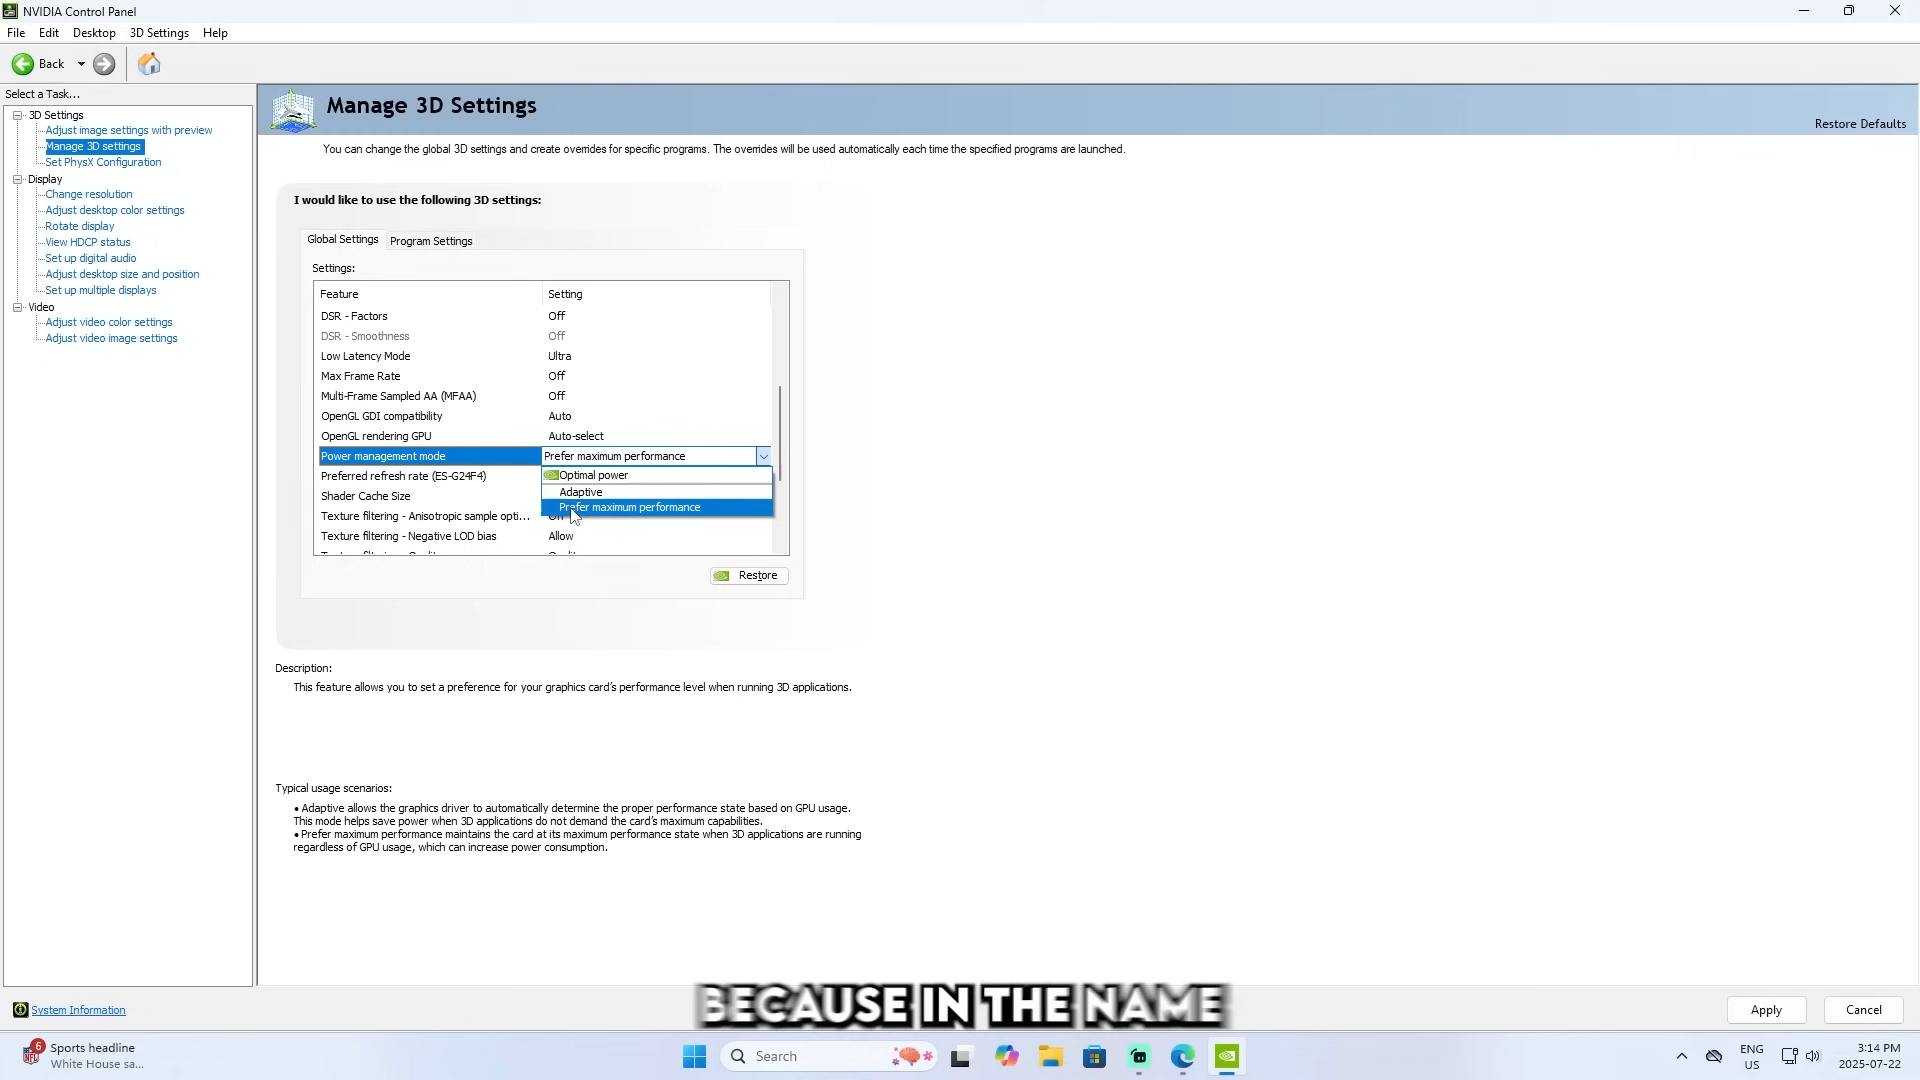 NVIDIA Control Panel
File Edit Desktop 3D Settings Help
Back
Select a Task...
3D Settings
Adjust image settings with preview
Manage 3D settings
Set PhysX Configuration
Display
Change resolution
Adjust desktop color settings
Rotate display
View HDCP status
Set up digital audio
Adjust desktop size and position
Set up multiple displays
Video
Adjust video color settings
Adjust video image settings
Manage 3D Settings
Restore Defaults
You can change the global 3D settings and create overrides for specific programs. The overrides will be used automatically each time the specified programs are launched.
I would like to use the following 3D settings:
Global Settings Program Settings
Settings:
Feature Setting
DSR - Factors Off
DSR - Smoothness Off
Low Latency Mode Ultra
Max Frame Rate Off
Multi-Frame Sampled AA (MFAA) Off
OpenGL GDI compatibility Auto
OpenGL rendering GPU Auto-select
Power management mode Prefer maximum performance
Preferred refresh rate (ES-G24F4) Optimal power
Shader Cache Size Adaptive
Prefer maximum performance
Texture filtering - Anisotropic sample opti...
Texture filtering - Negative LOD bias Allow
Restore
Description:
This feature allows you to set a preference for your graphics card's performance level when running 3D applications.
Typical usage scenarios:
• Adaptive allows the graphics driver to automatically determine the proper performance state based on GPU usage.
This mode helps save power when 3D applications do not demand the card's maximum capabilities.
• Prefer maximum performance maintains the card at its maximum performance state when 3D applications are running
regardless of GPU usage, which can increase power consumption.
BECAUSE IN THE NAME
System Information
Apply Cancel
6
Sports headline
White House sa...
Search
ENG
US
3:14 PM
2025-07-22